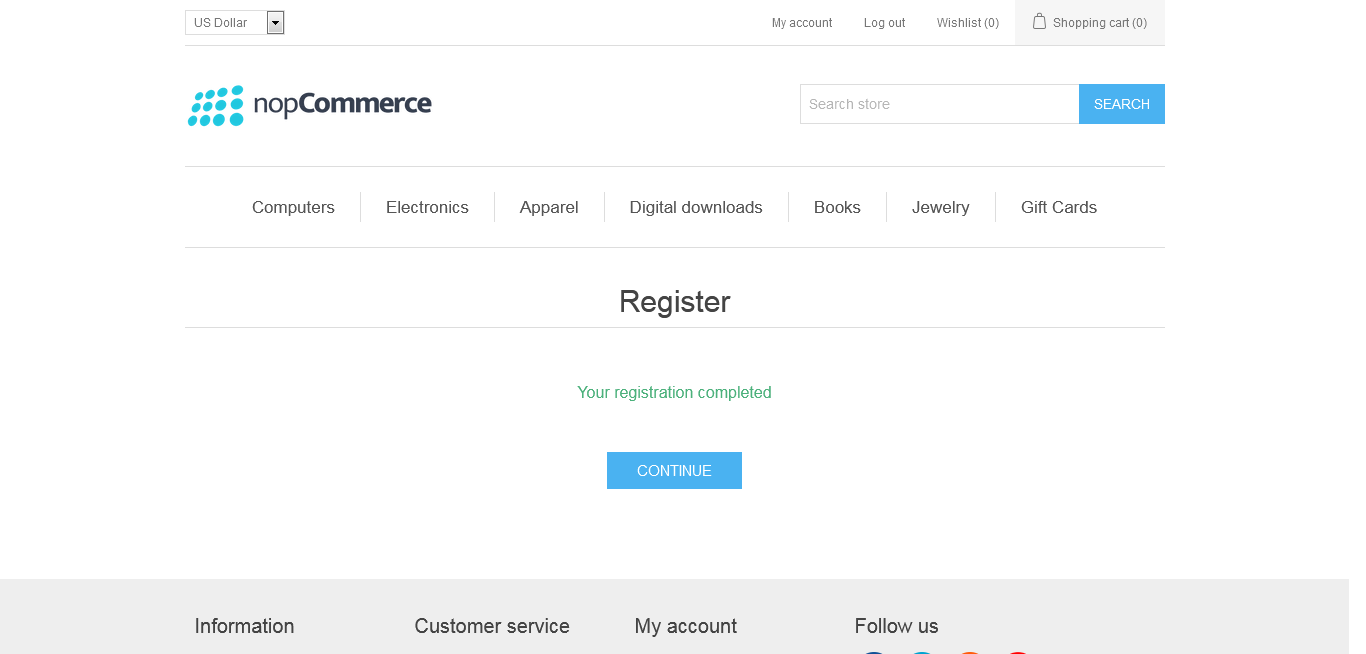 US Dollar My account Log out Wishlist (0) Shopping cart (0)
nopCommerce Search store SEARCH
Computers Electronics Apparel Digital downloads Books Jewelry Gift Cards
Register
Your registration completed
CONTINUE
Information Customer service My account Follow us